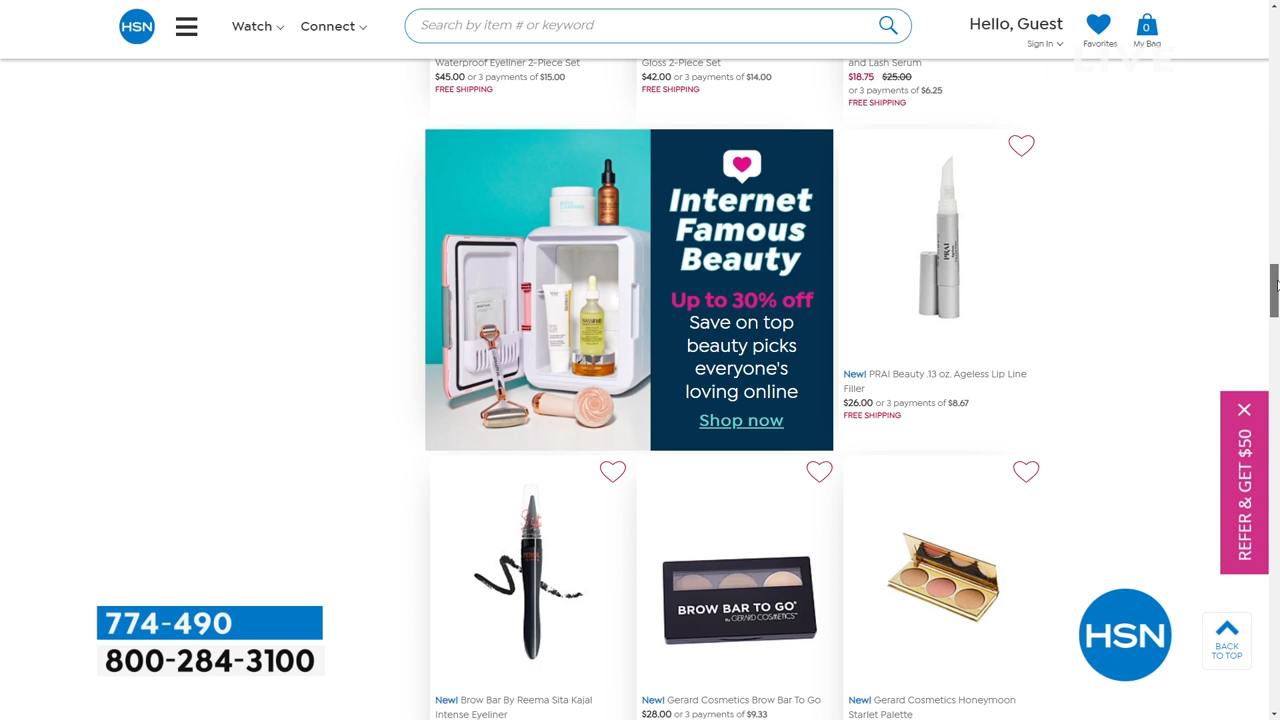 HSN
Watch
Connect
Search by item # or keyword
Hello, Guest
Sign In
Favorites
0
My Bag
LIVE
Waterproof Eyeliner 2-Piece Set
$45.00 or 3 payments of $15.00
FREE SHIPPING
Gloss 2-Piece Set
$42.00 or 3 payments of $14.00
FREE SHIPPING
and Lash Serum
$18.75 $25.00
or 3 payments of $6.25
FREE SHIPPING
Internet
Famous
Beauty
Up to 30% off
Save on top
beauty picks
everyone's
loving online
Shop now
PRAI
New! PRAI Beauty .13 oz. Ageless Lip Line
Filler
$26.00 or 3 payments of $8.67
FREE SHIPPING
REFER & GET $50
BROW BAR TO GO®
By GERARD COSMETICS™
774-490
800-284-3100
HSN
BACK
TO TOP
New! Brow Bar By Reema Sita Kajal
Intense Eyeliner
New! Gerard Cosmetics Brow Bar To Go
$28.00 or 3 payments of $9.33
New! Gerard Cosmetics Honeymoon
Starlet Palette